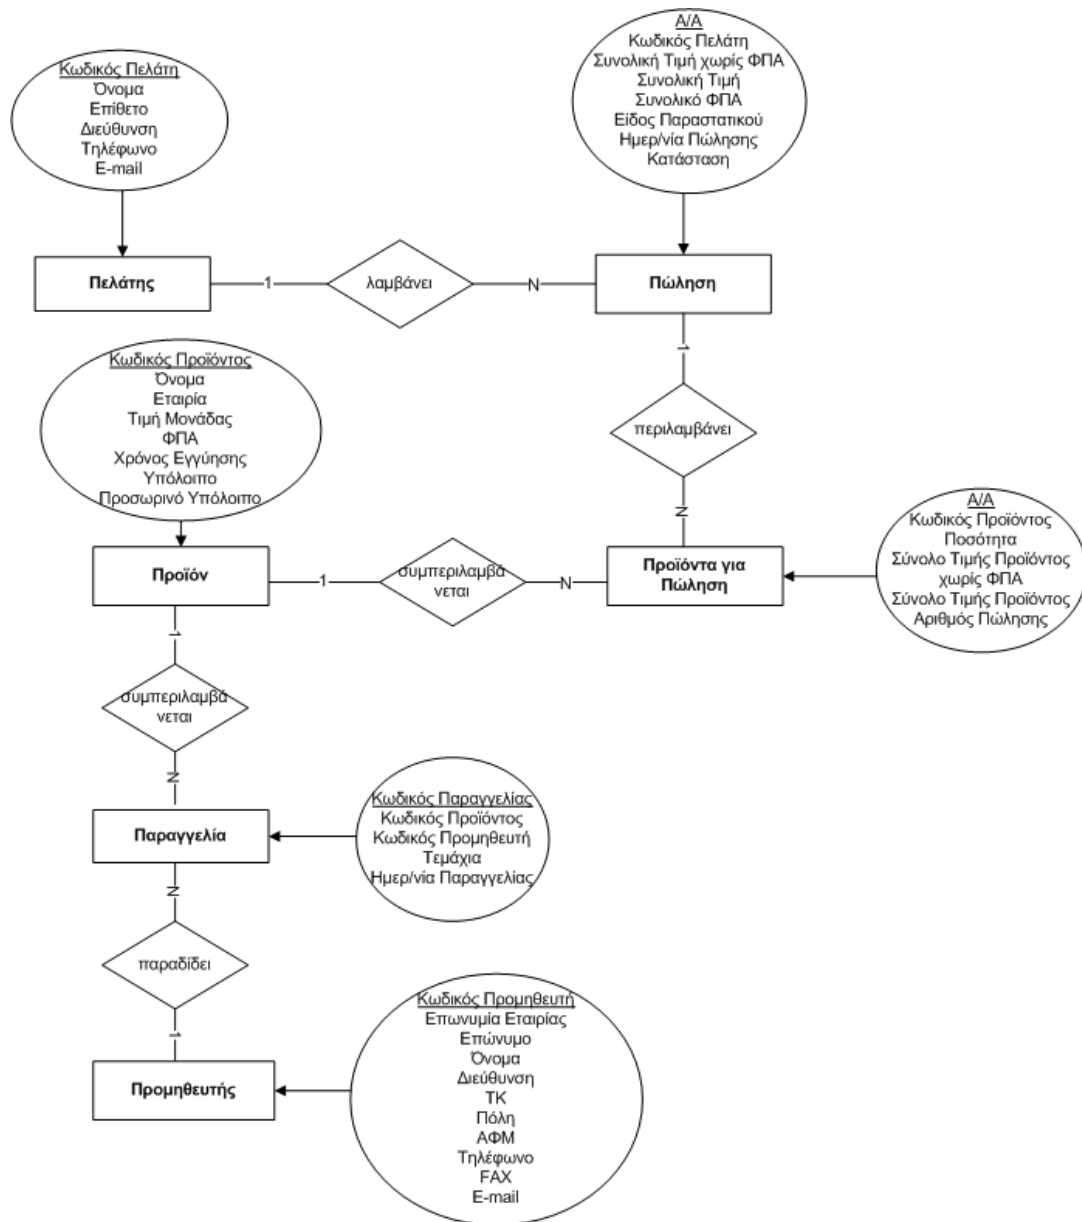 Κωδικός Πελάτη
Όνομα
Επίθετο
Διεύθυνση
Τηλέφωνο
E-mail
Α/Α
Κωδικός Πελάτη
Συνολική Τιμή χωρίς ΦΠΑ
Συνολική Τιμή
Συνολικό ΦΠΑ
Είδος Παραστατικού
Ημερ/νία Πώλησης
Κατάσταση
Πελάτης
1
λαμβάνει
N
Πώληση
1
περιλαμβάνει
N
Κωδικός Προϊόντος
Όνομα
Εταιρία
Τιμή Μονάδας
ΦΠΑ
Χρόνος Εγγύησης
Υπόλοιπο
Προσωρινό Υπόλοιπο
Προϊόν
1
συμπεριλαμβά
νεται
N
Προϊόντα για
Πώληση
Α/Α
Κωδικός Προϊόντος
Ποσότητα
Σύνολο Τιμής Προϊόντος
χωρίς ΦΠΑ
Σύνολο Τιμής Προϊόντος
Αριθμός Πώλησης
1
συμπεριλαμβά
νεται
N
Παραγγελία
Κωδικός Παραγγελίας
Κωδικός Προϊόντος
Κωδικός Προμηθευτή
Τεμάχια
Ημερ/νία Παραγγελίας
N
παραδίδει
1
Προμηθευτής
Κωδικός Προμηθευτή
Επωνυμία Εταιρίας
Επώνυμο
Όνομα
Διεύθυνση
ΤΚ
Πόλη
ΑΦΜ
Τηλέφωνο
FAX
E-mail